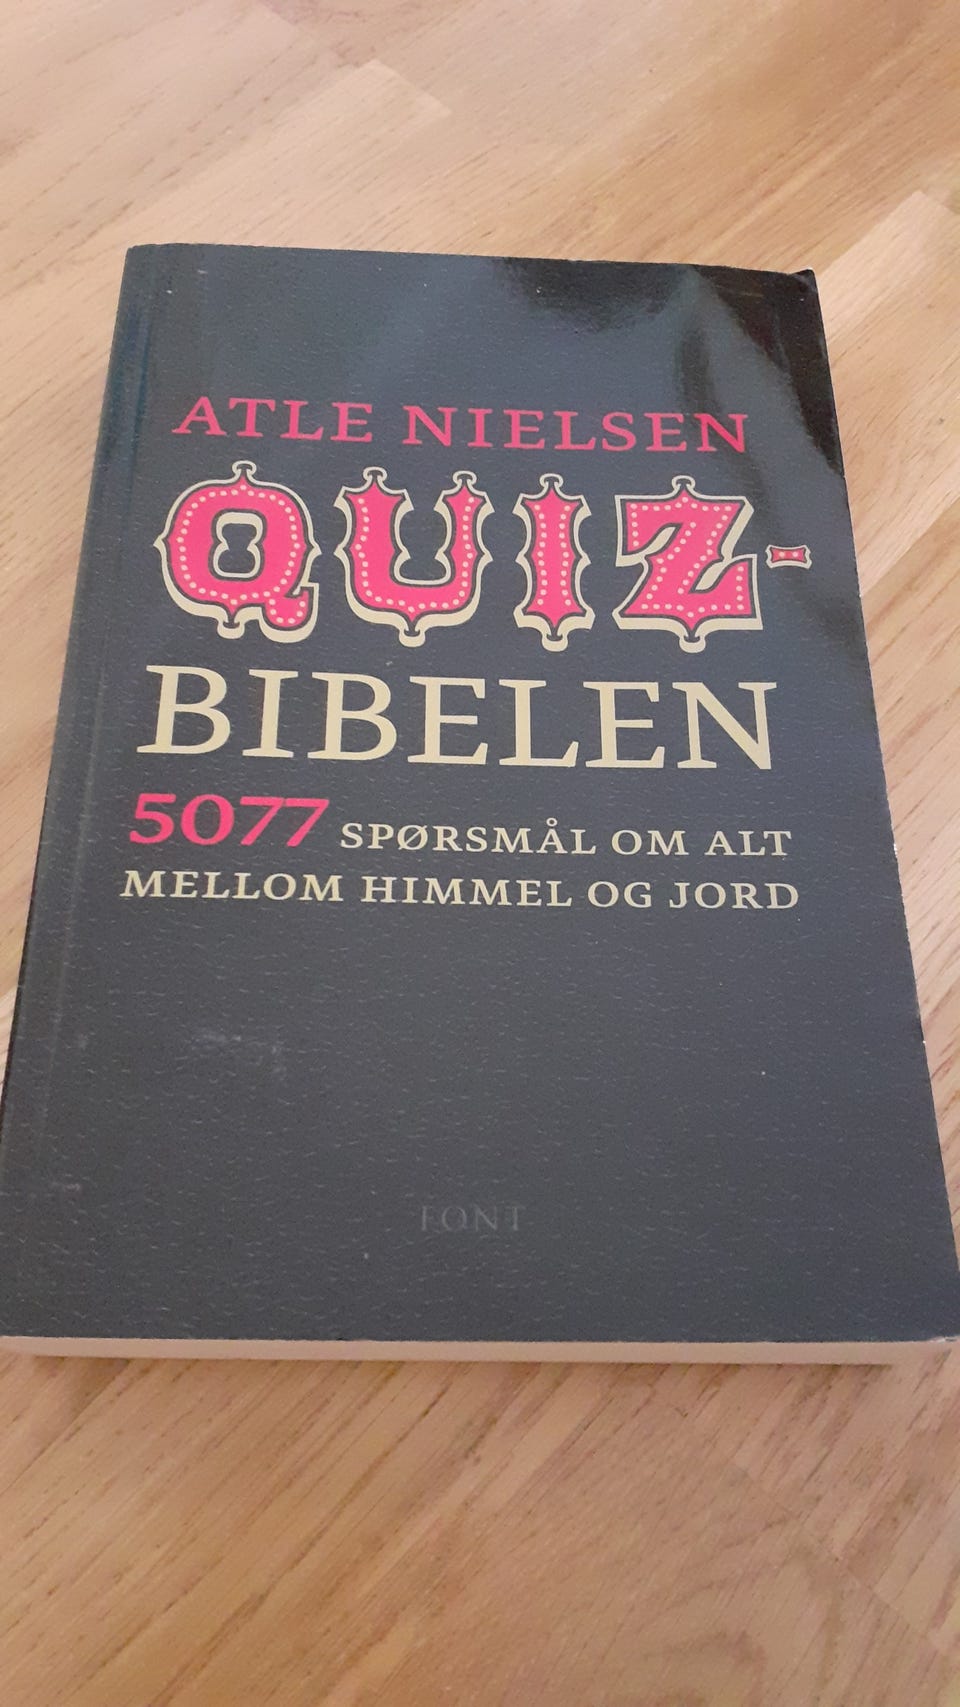 ATLE NIELSEN
QUIZ-
BIBELEN
5077 SPØRSMÅL OM ALT
MELLOM HIMMEL OG JORD
FONT